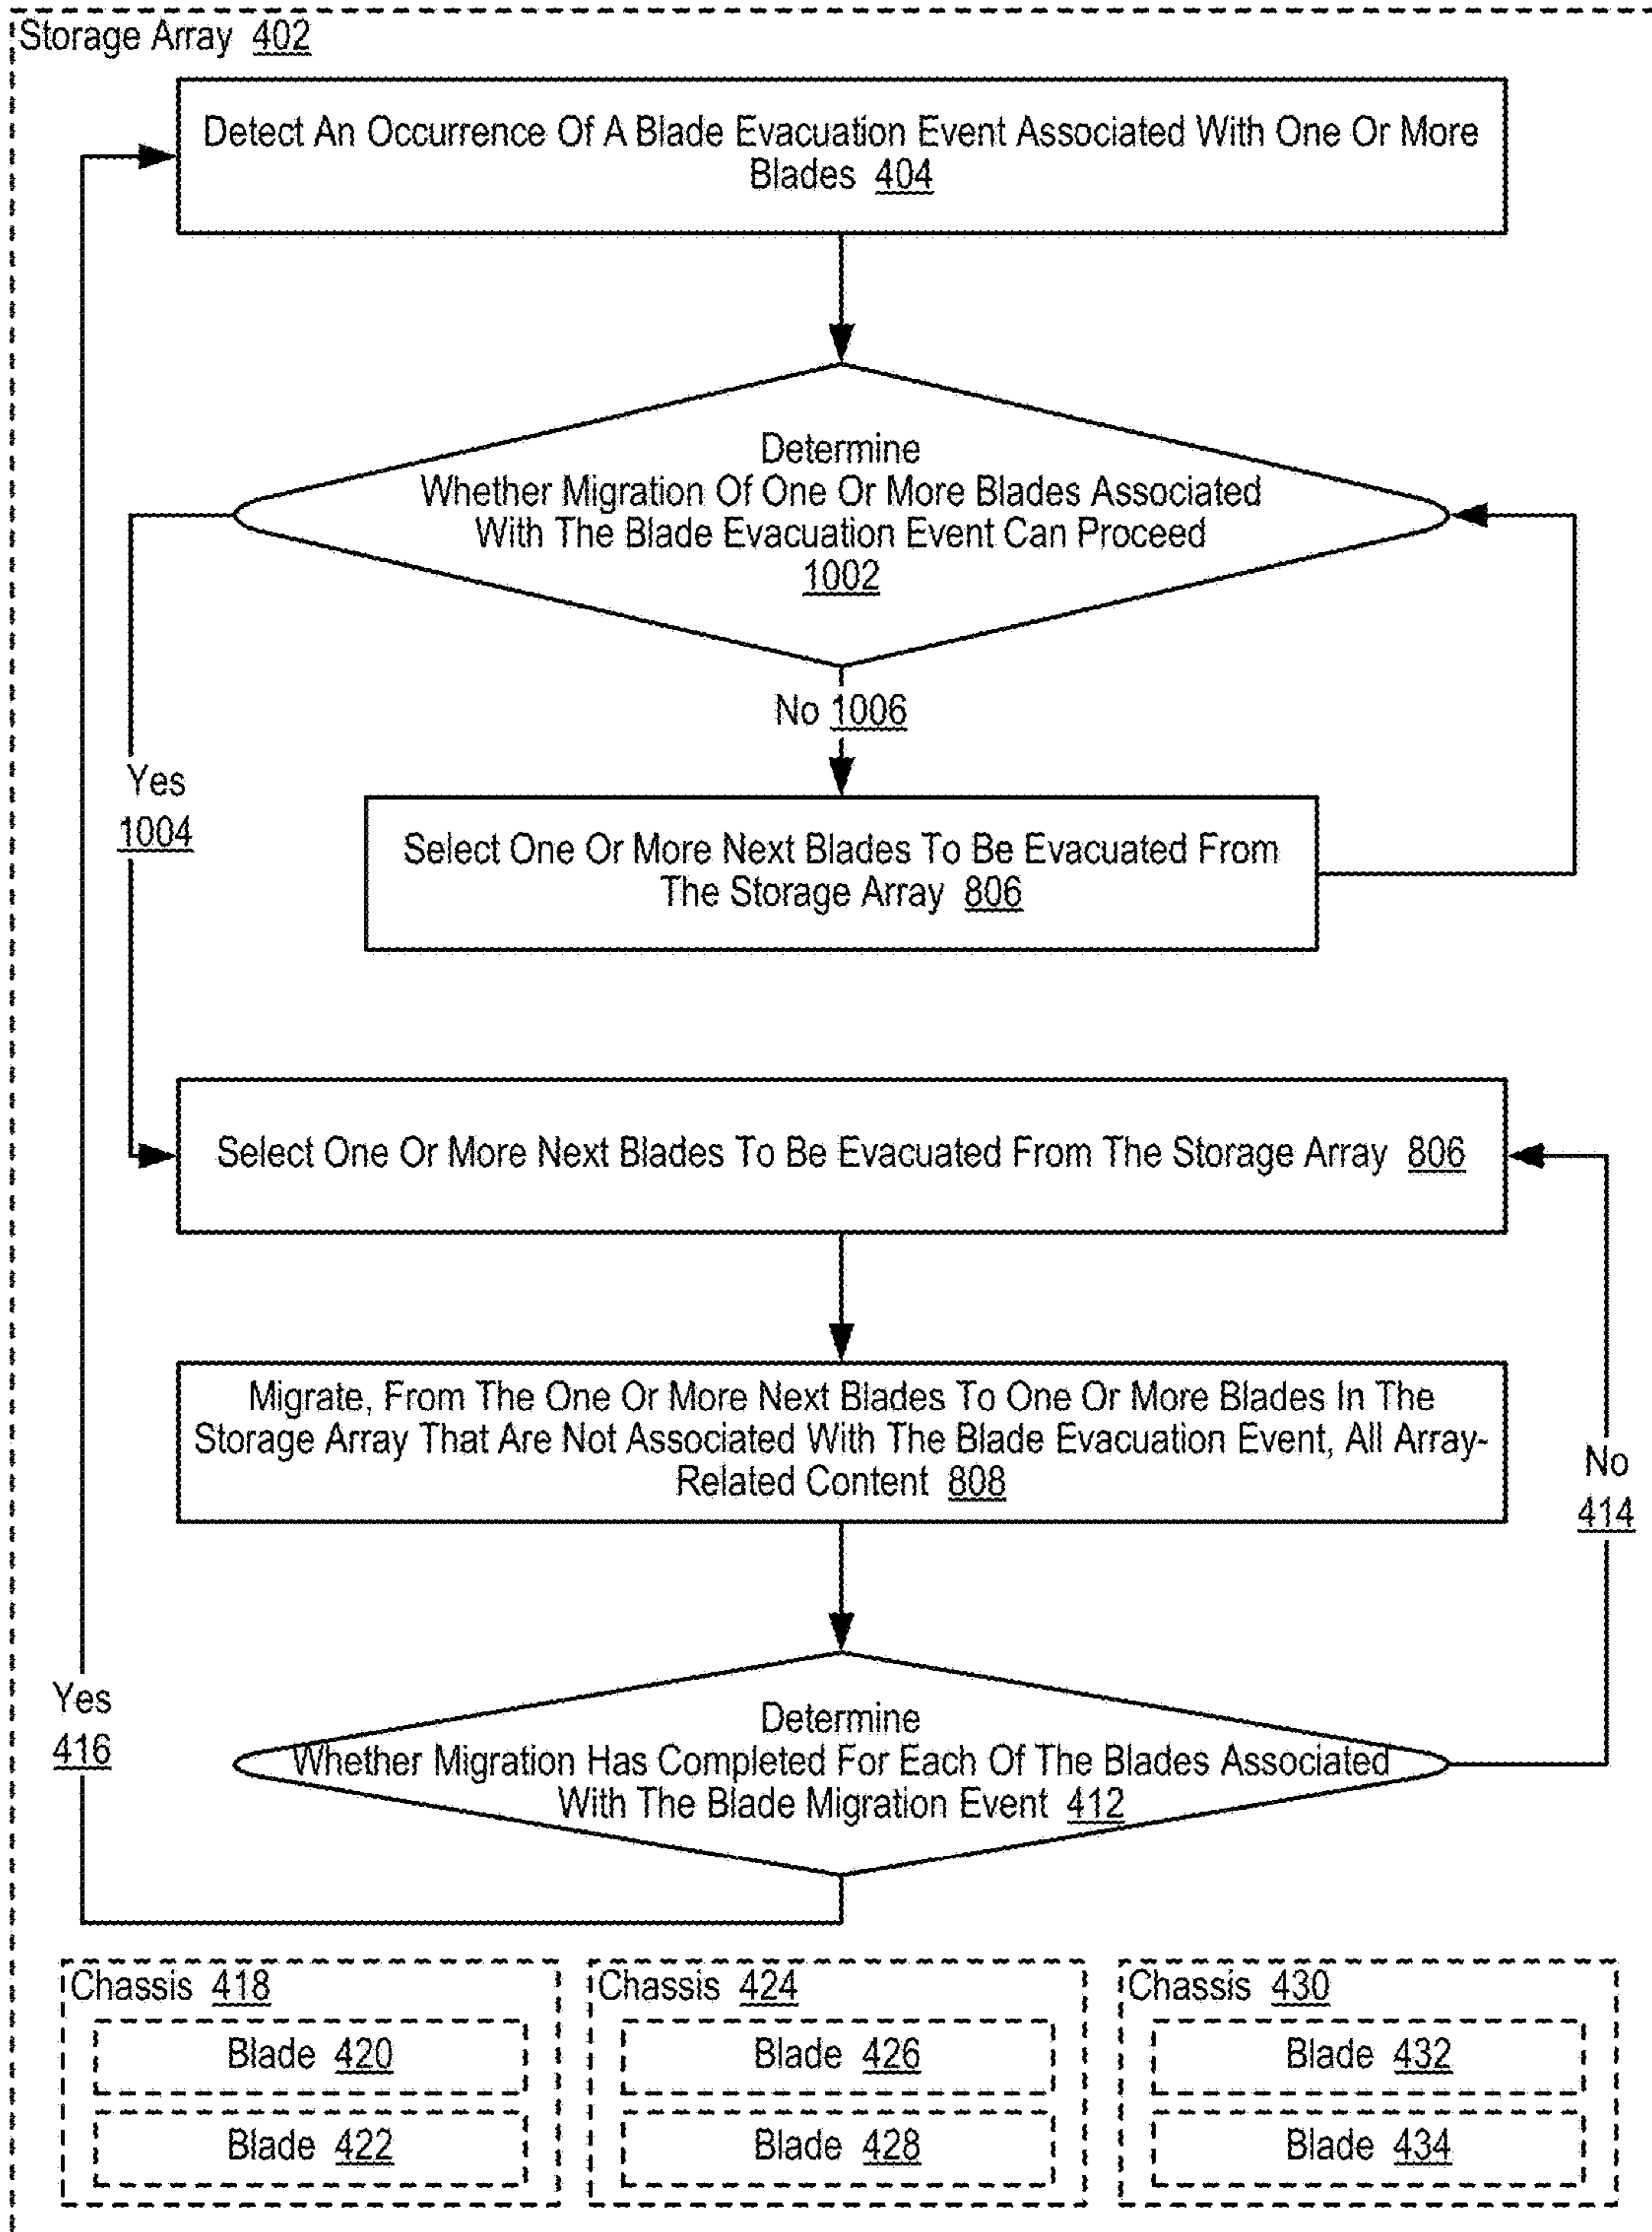 Storage Array 402
Detect An Occurrence Of A Blade Evacuation Event Associated With One Or More
Blades 404
Determine
Whether Migration Of One Or More Blades Associated
With The Blade Evacuation Event Can Proceed
1002
No 1006
Yes
1004
Select One Or More Next Blades To Be Evacuated From
The Storage Array 806
Select One Or More Next Blades To Be Evacuated From The Storage Array 806
Migrate, From The One Or More Next Blades To One Or More Blades In The
Storage Array That Are Not Associated With The Blade Evacuation Event, All Array-
Related Content 808
No
414
Determine
Whether Migration Has Completed For Each Of The Blades Associated
With The Blade Migration Event 412
Yes
416
Chassis 418
Blade 420
Blade 422
Chassis 424
Blade 426
Blade 428
Chassis 430
Blade 432
Blade 434